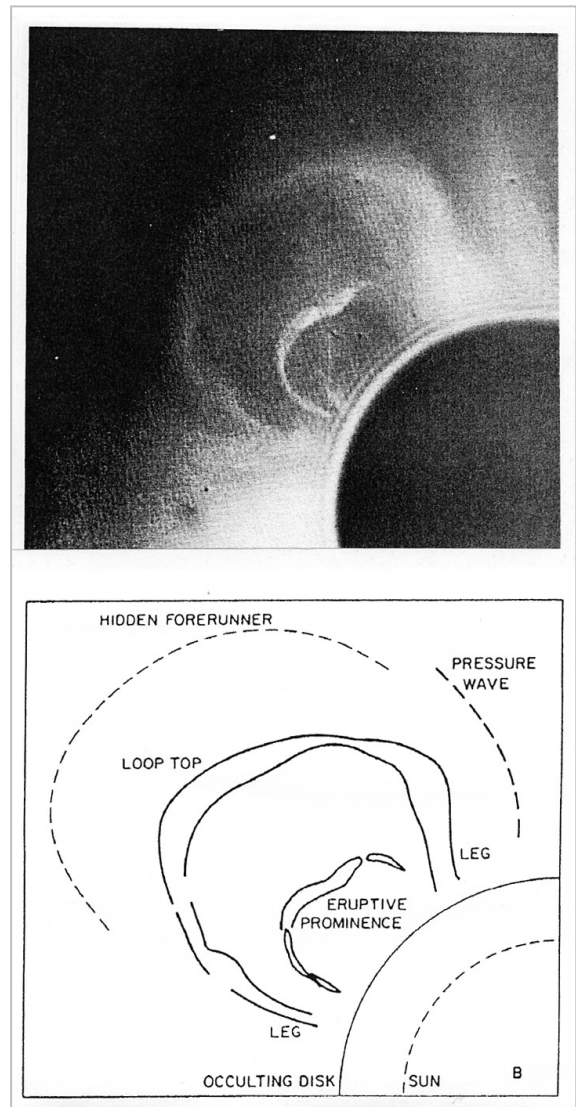 HIDDEN FORERUNNER
PRESSURE
WAVE
LOOP TOP
LEG
ERUPTIVE
PROMINENCE
LEG
OCCULTING DISK
SUN
B